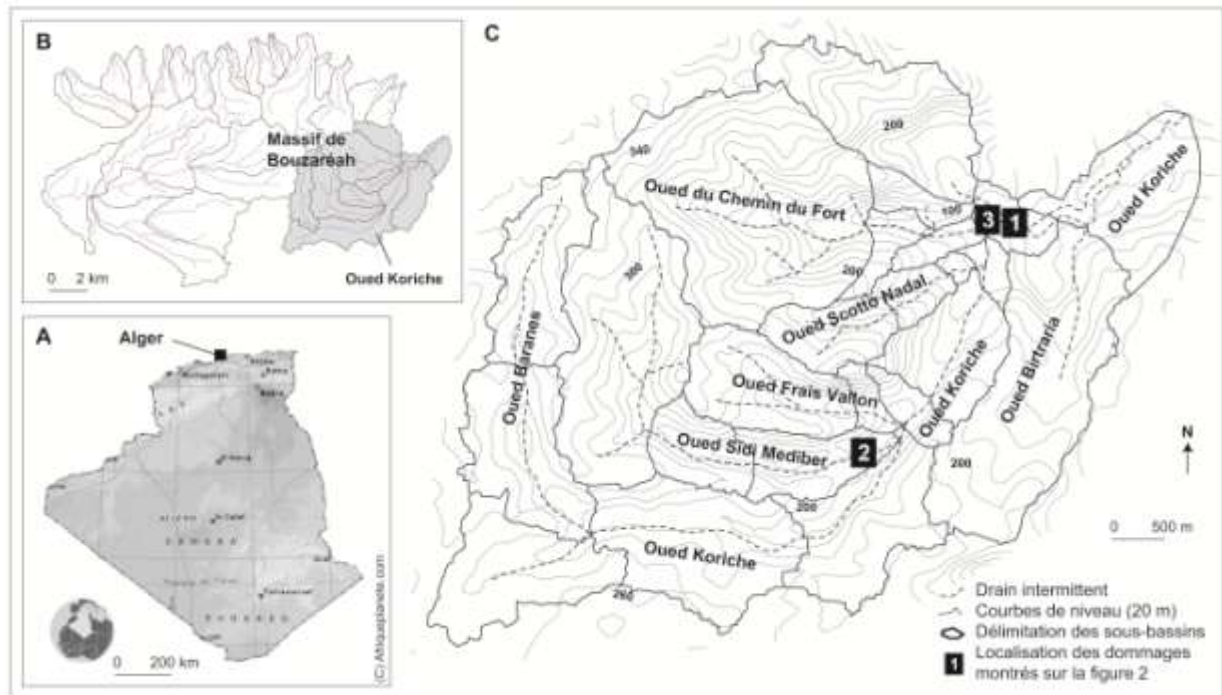 B
Massif de
Bouzaréah
0 2 km
Oued Koriche
A
Alger
0 200 km
(C) Afriqueplanete.com
C
200
340
Oued du Chemin du Fort
100
3
1
Oued Koriche
300
200
Oued Scotto Nadal
Oued Baranes
Oued Frais Vallon
Oued Koriche
Oued Birtraria
Oued Sidi Mediber
2
200
200
Oued Koriche
260
N
0 500 m
Drain intermittent
Courbes de niveau (20 m)
Délimitation des sous-bassins
1 Localisation des dommages
montrés sur la figure 2